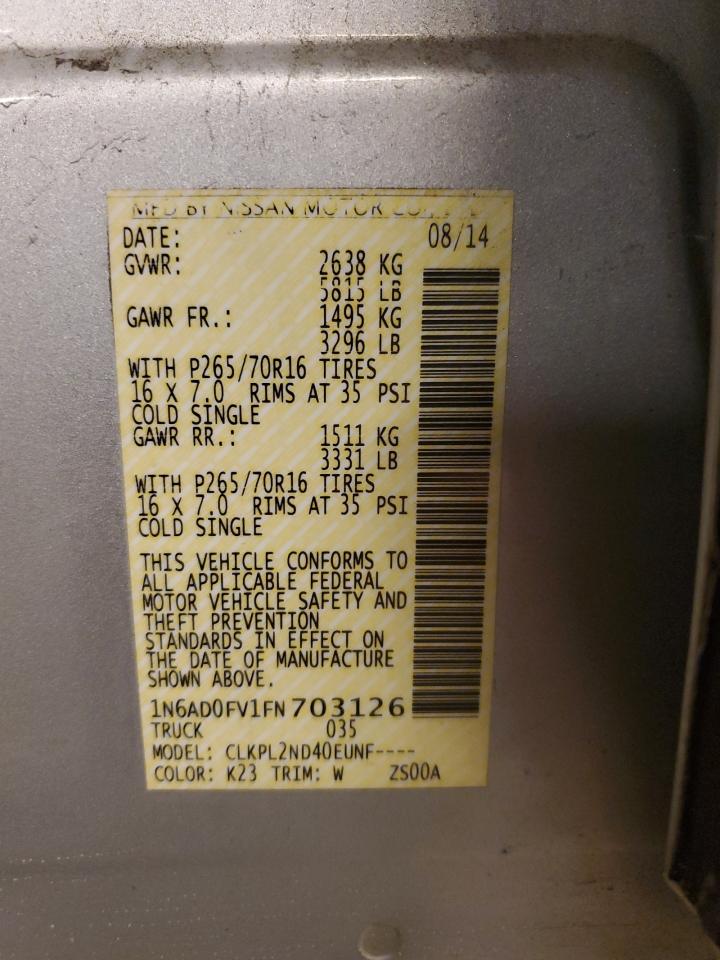 MFD BY NISSAN MOTOR
DATE: 08/14
GVWR: 2638 KG
5815 LB
GAWR FR.: 1495 KG
3296 LB
WITH P265/70R16 TIRES
16 X 7.0 RIMS AT 35 PSI
COLD SINGLE
GAWR RR.: 1511 KG
3331 LB
WITH P265/70R16 TIRES
16 X 7.0 RIMS AT 35 PSI
COLD SINGLE
THIS VEHICLE CONFORMS TO
ALL APPLICABLE FEDERAL
MOTOR VEHICLE SAFETY AND
THEFT PREVENTION
STANDARDS IN EFFECT ON
THE DATE OF MANUFACTURE
SHOWN ABOVE.
1N6AD0FV1FN703126
TRUCK 035
MODEL: CLKPL2ND40EUNF----
COLOR: K23 TRIM: W ZS00A